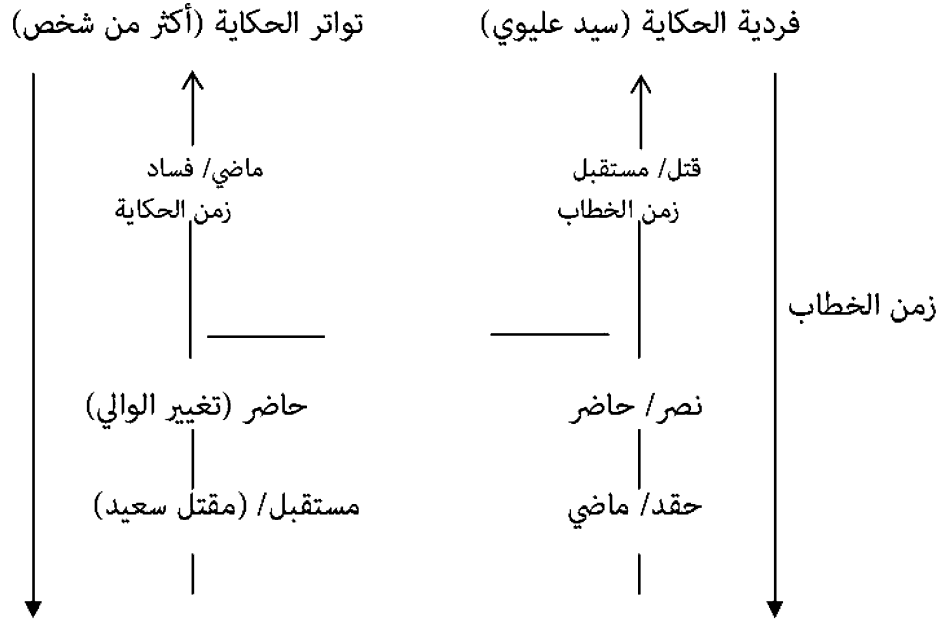 فردية الحكاية (سيد عليوي)
تواتر الحكاية (أكثر من شخص)
قتل/ مستقبل
ماضي/ فساد
زمن الخطاب
زمن الحكاية
زمن الخطاب
نصر/ حاضر
حاضر (تغيير الوالي)
حقد/ ماضي
مستقبل/ (مقتل سعيد)